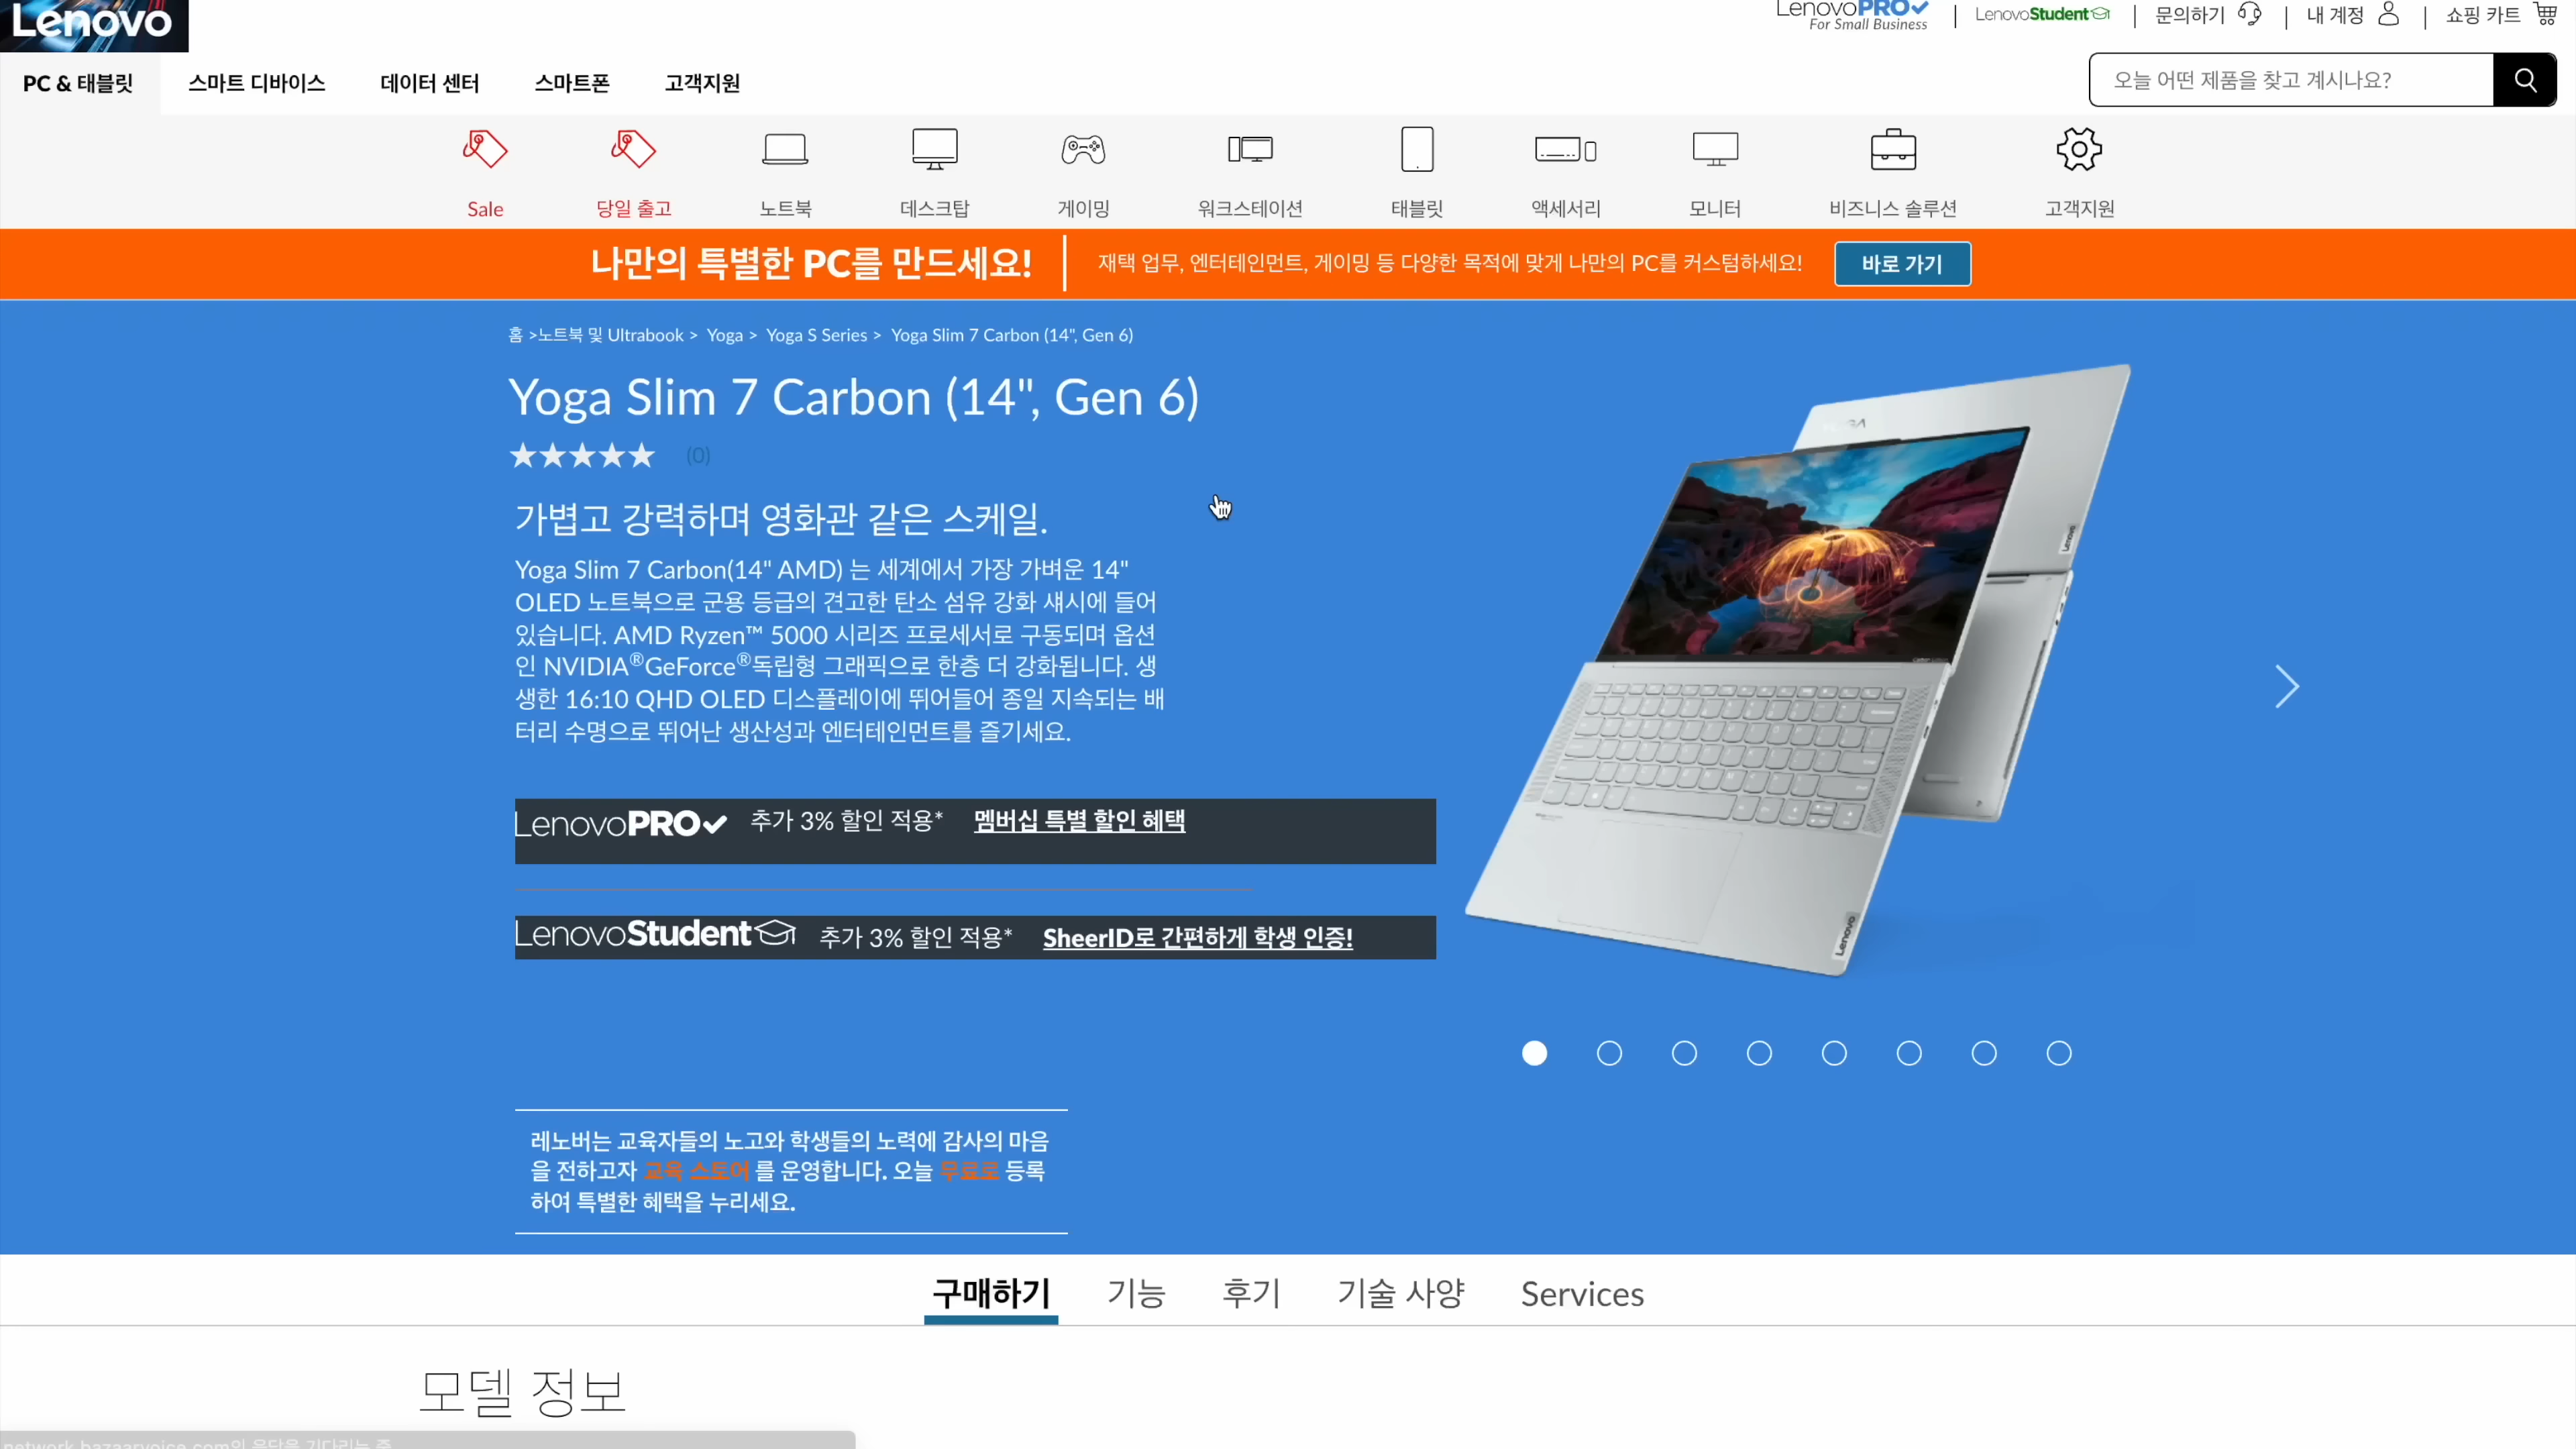 Lenovo
LenovoPRO
For Small Business
LenovoStudent
문의하기
내 계정
쇼핑 카트
PC & 태블릿
스마트 디바이스
데이터 센터
스마트폰
고객지원
오늘 어떤 제품을 찾고 계시나요?
Sale
당일 출고
노트북
데스크탑
게이밍
워크스테이션
태블릿
액세서리
모니터
비즈니스 솔루션
고객지원
나만의 특별한 PC를 만드세요!
재택 업무, 엔터테인먼트, 게이밍 등 다양한 목적에 맞게 나만의 PC를 커스텀하세요!
바로 가기
홈 >노트북 및 Ultrabook > Yoga > Yoga S Series > Yoga Slim 7 Carbon (14", Gen 6)
Yoga Slim 7 Carbon (14", Gen 6)
(0)
가볍고 강력하며 영화관 같은 스케일.
Yoga Slim 7 Carbon(14" AMD) 는 세계에서 가장 가벼운 14"
OLED 노트북으로 군용 등급의 견고한 탄소 섬유 강화 섀시에 들어
있습니다. AMD Ryzen™ 5000 시리즈 프로세서로 구동되며 옵션
인 NVIDIA®GeForce®독립형 그래픽으로 한층 더 강화됩니다. 생
생한 16:10 QHD OLED 디스플레이에 뛰어들어 종일 지속되는 배
터리 수명으로 뛰어난 생산성과 엔터테인먼트를 즐기세요.
LenovoPRO 추가 3% 할인 적용* 멤버십 특별 할인 혜택
LenovoStudent 추가 3% 할인 적용* SheerID로 간편하게 학생 인증!
YOGA
Lenovo
Lenovo
레노버는 교육자들의 노고와 학생들의 노력에 감사의 마음
을 전하고자 교육 스토어 를 운영합니다. 오늘 무료로 등록
하여 특별한 혜택을 누리세요.
구매하기
기능
후기
기술 사양
Services
모델 정보
network.bazaarvoice.com의 응답을 기다리는 중